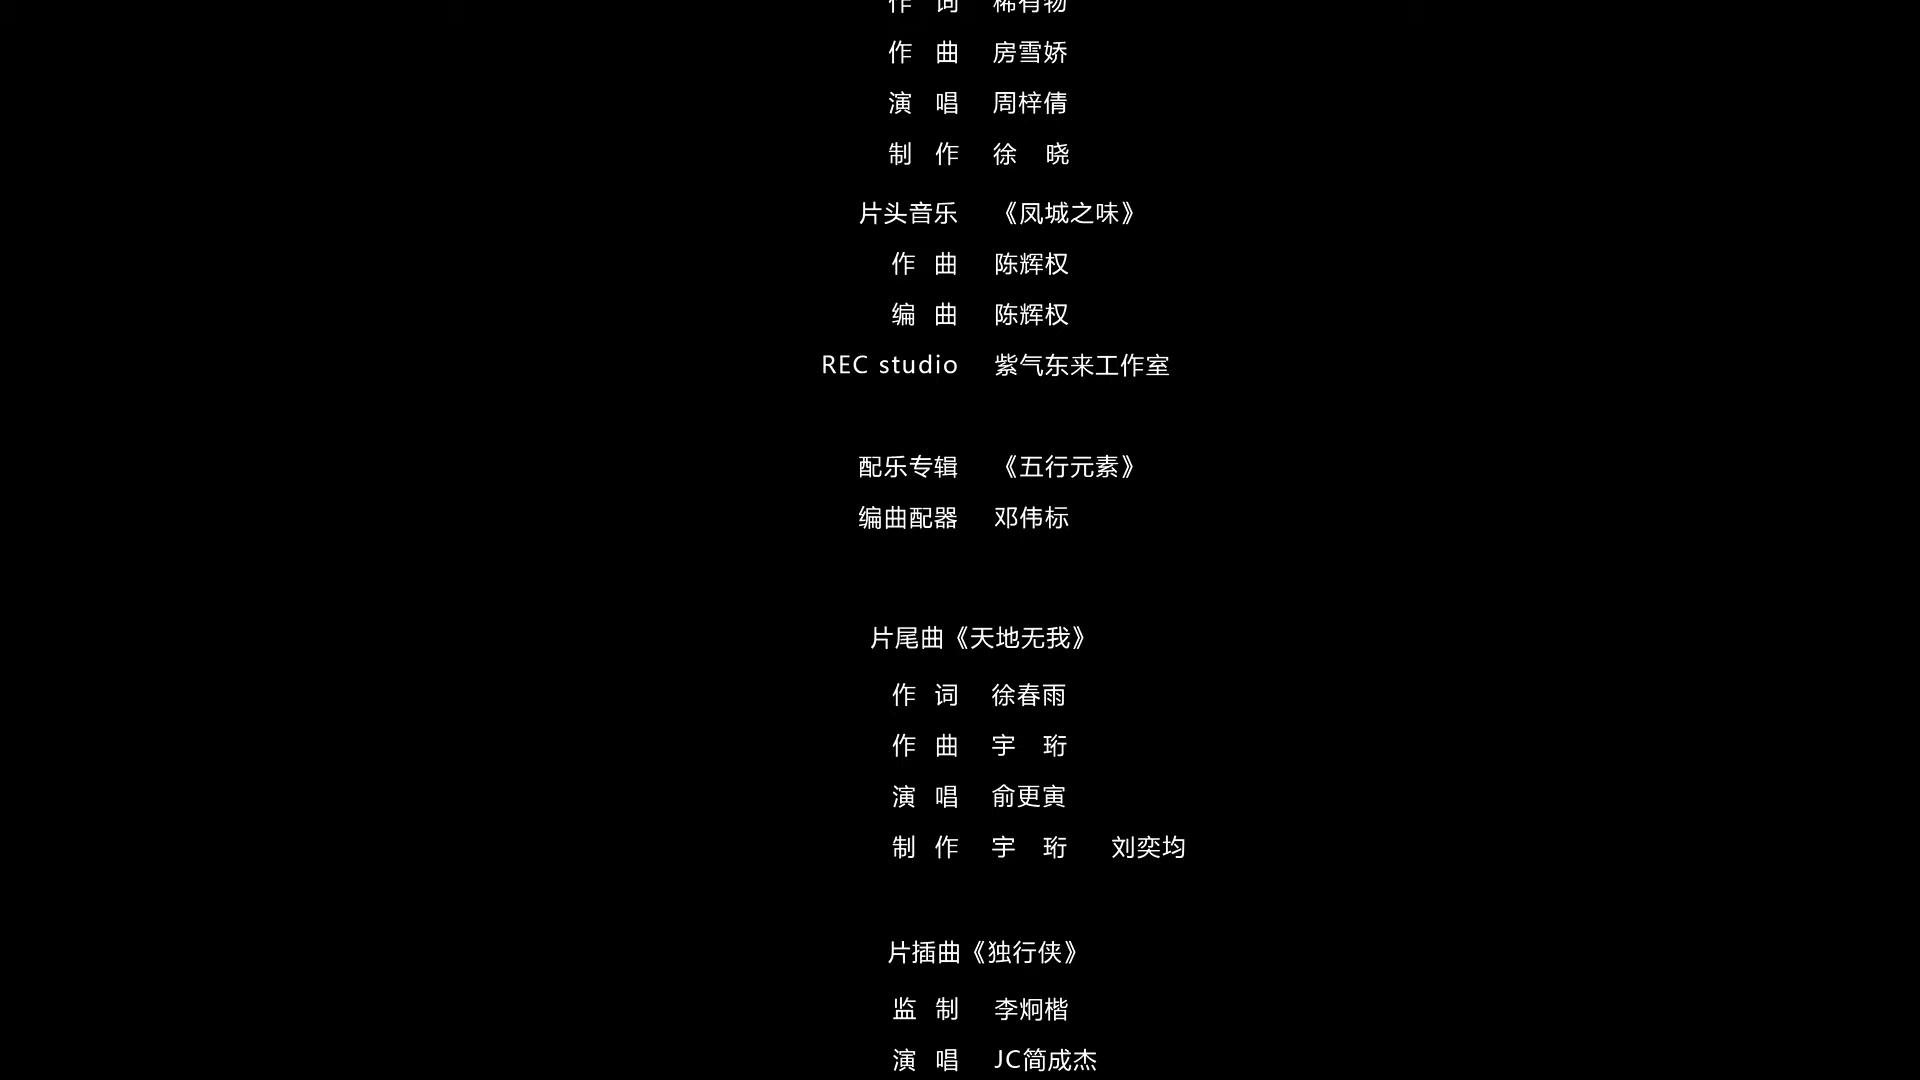 作 词 稀有物
作 曲 房雪娇
演 唱 周梓倩
制 作 徐 晓
片头音乐 《凤城之味》
作 曲 陈辉权
编 曲 陈辉权
REC studio 紫气东来工作室
配乐专辑 《五行元素》
编曲配器 邓伟标
片尾曲《天地无我》
作 词 徐春雨
作 曲 宇 珩
演 唱 俞更寅
制 作 宇 珩 刘奕均
片插曲《独行侠》
监 制 李炯楷
演 唱 JC简成杰